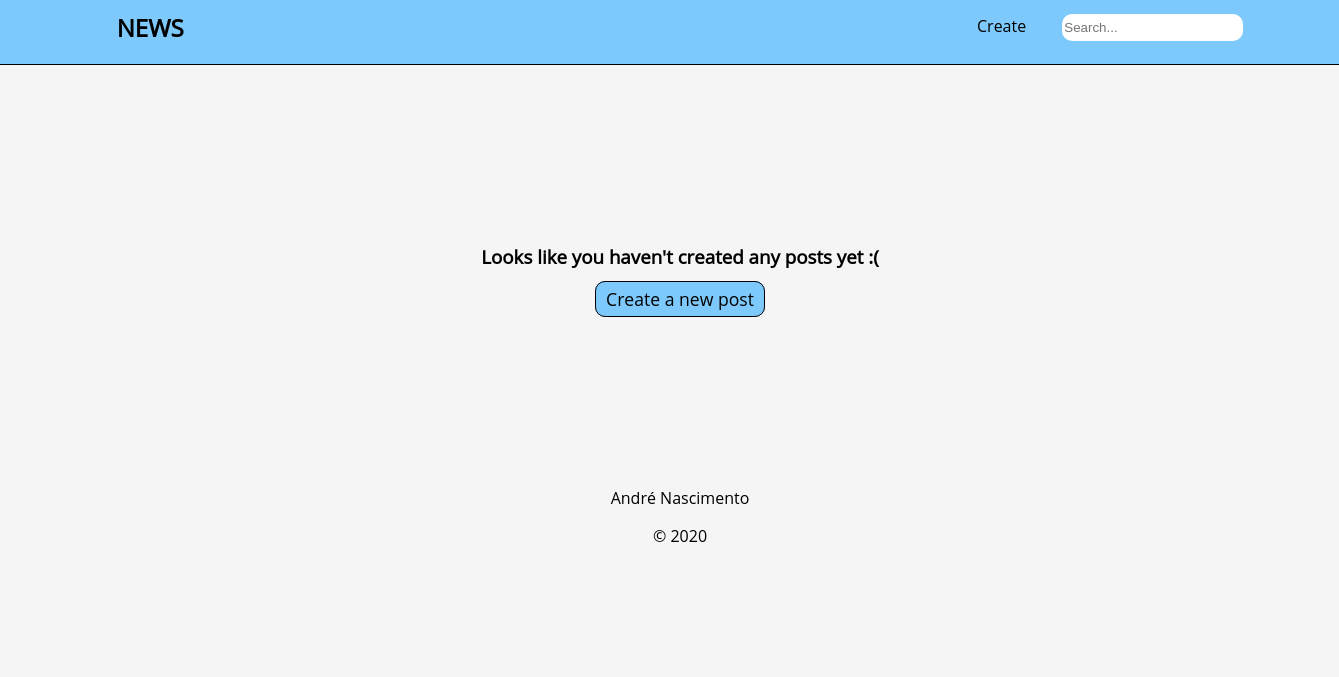 NEWS
Create
Search...
Looks like you haven't created any posts yet :(
Create a new post
André Nascimento
© 2020